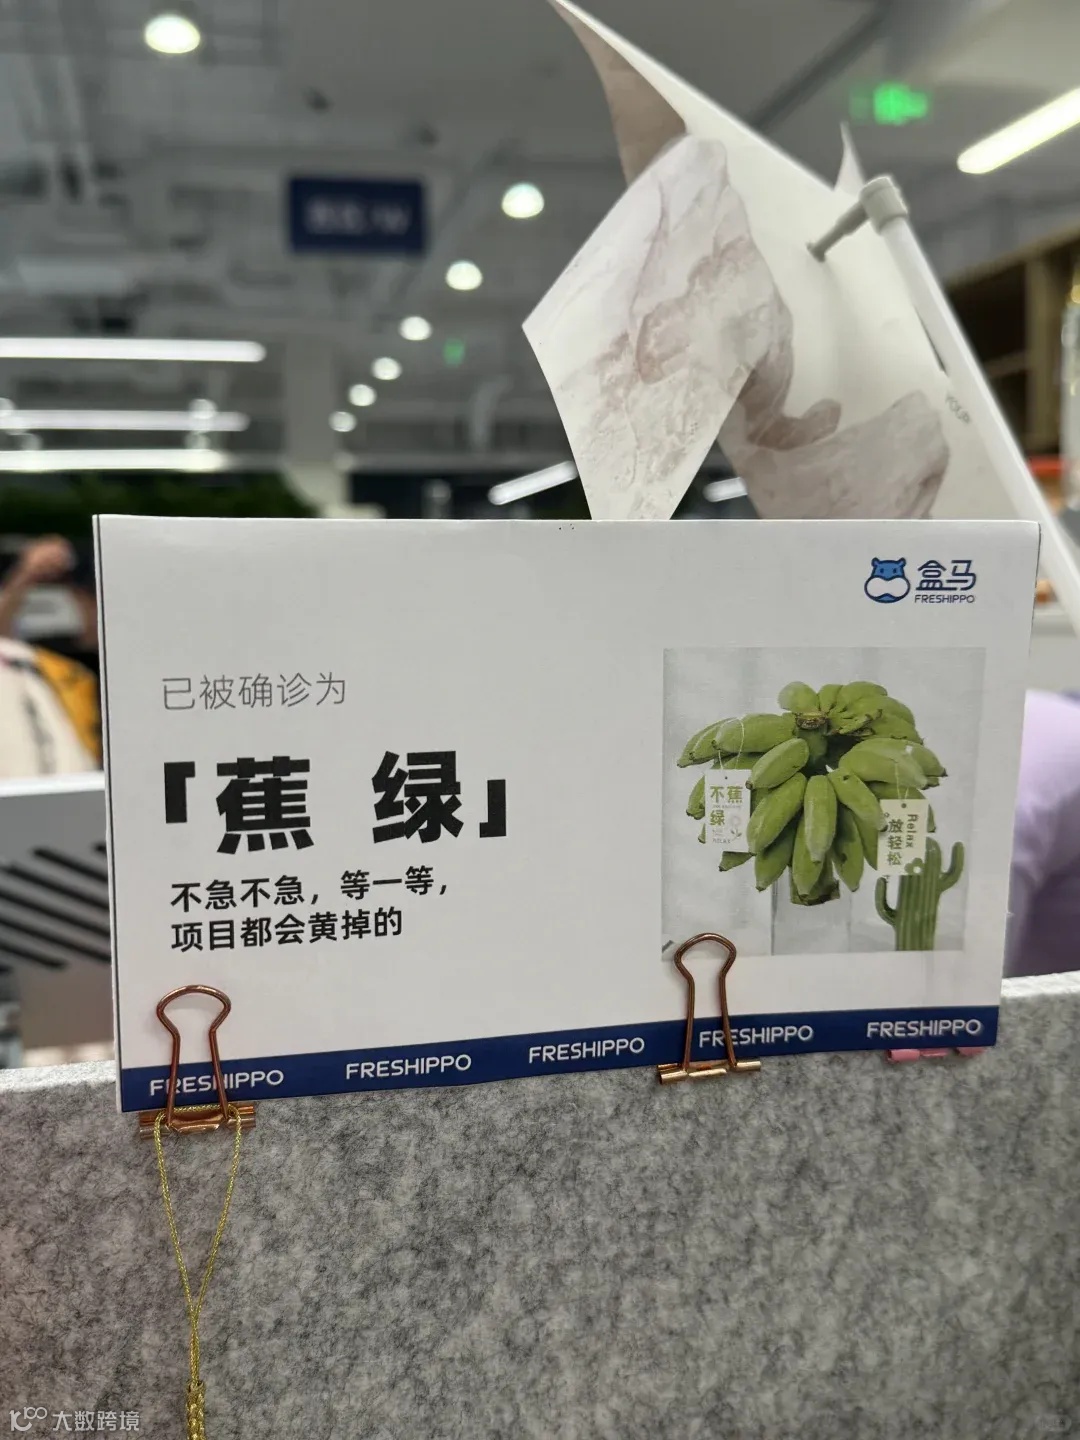 YOUR
盒马
FRESHIPPO
已被确诊为
「蕉 绿」
不急不急，等一等，
项目都会黄掉的
不蕉绿
Relax
放轻松
FRESHIPPO
FRESHIPPO
FRESHIPPO
FRESHIPPO
FRESHIPPO
大数跨境